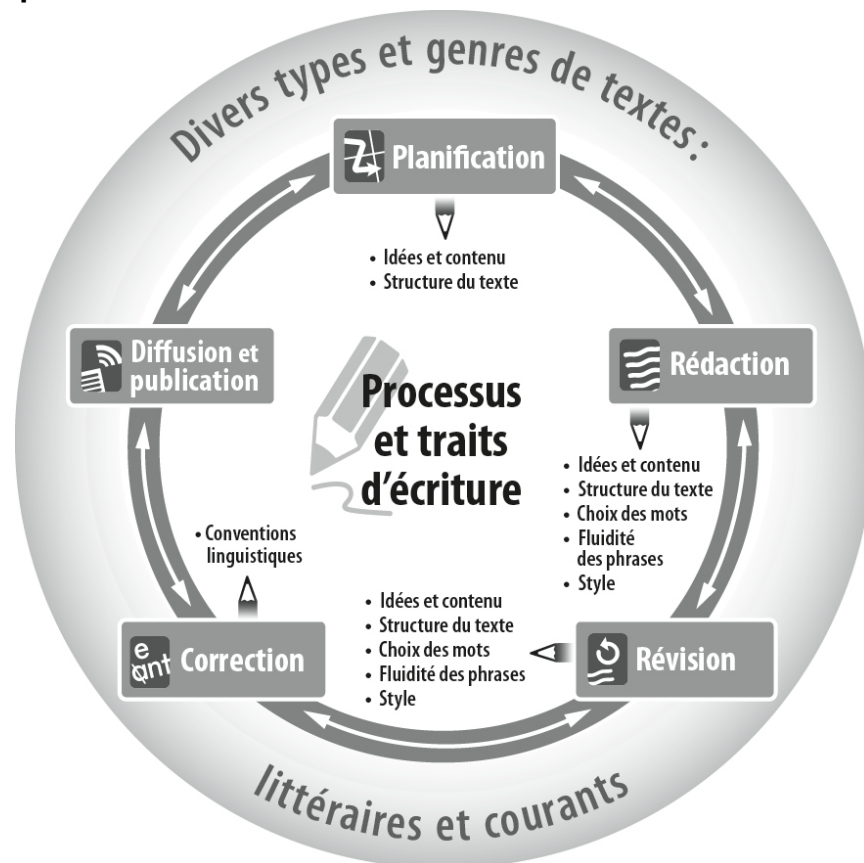 Divers types et genres de textes:
Planification
• Idées et contenu
• Structure du texte
Rédaction
• Idées et contenu
• Structure du texte
• Choix des mots
• Fluidité
des phrases
• Style
Révision
• Idées et contenu
• Structure du texte
• Choix des mots
• Fluidité des phrases
• Style
e
ant
Correction
• Conventions
linguistiques
Diffusion et
publication
Processus
et traits
d'écriture
littéraires et courants